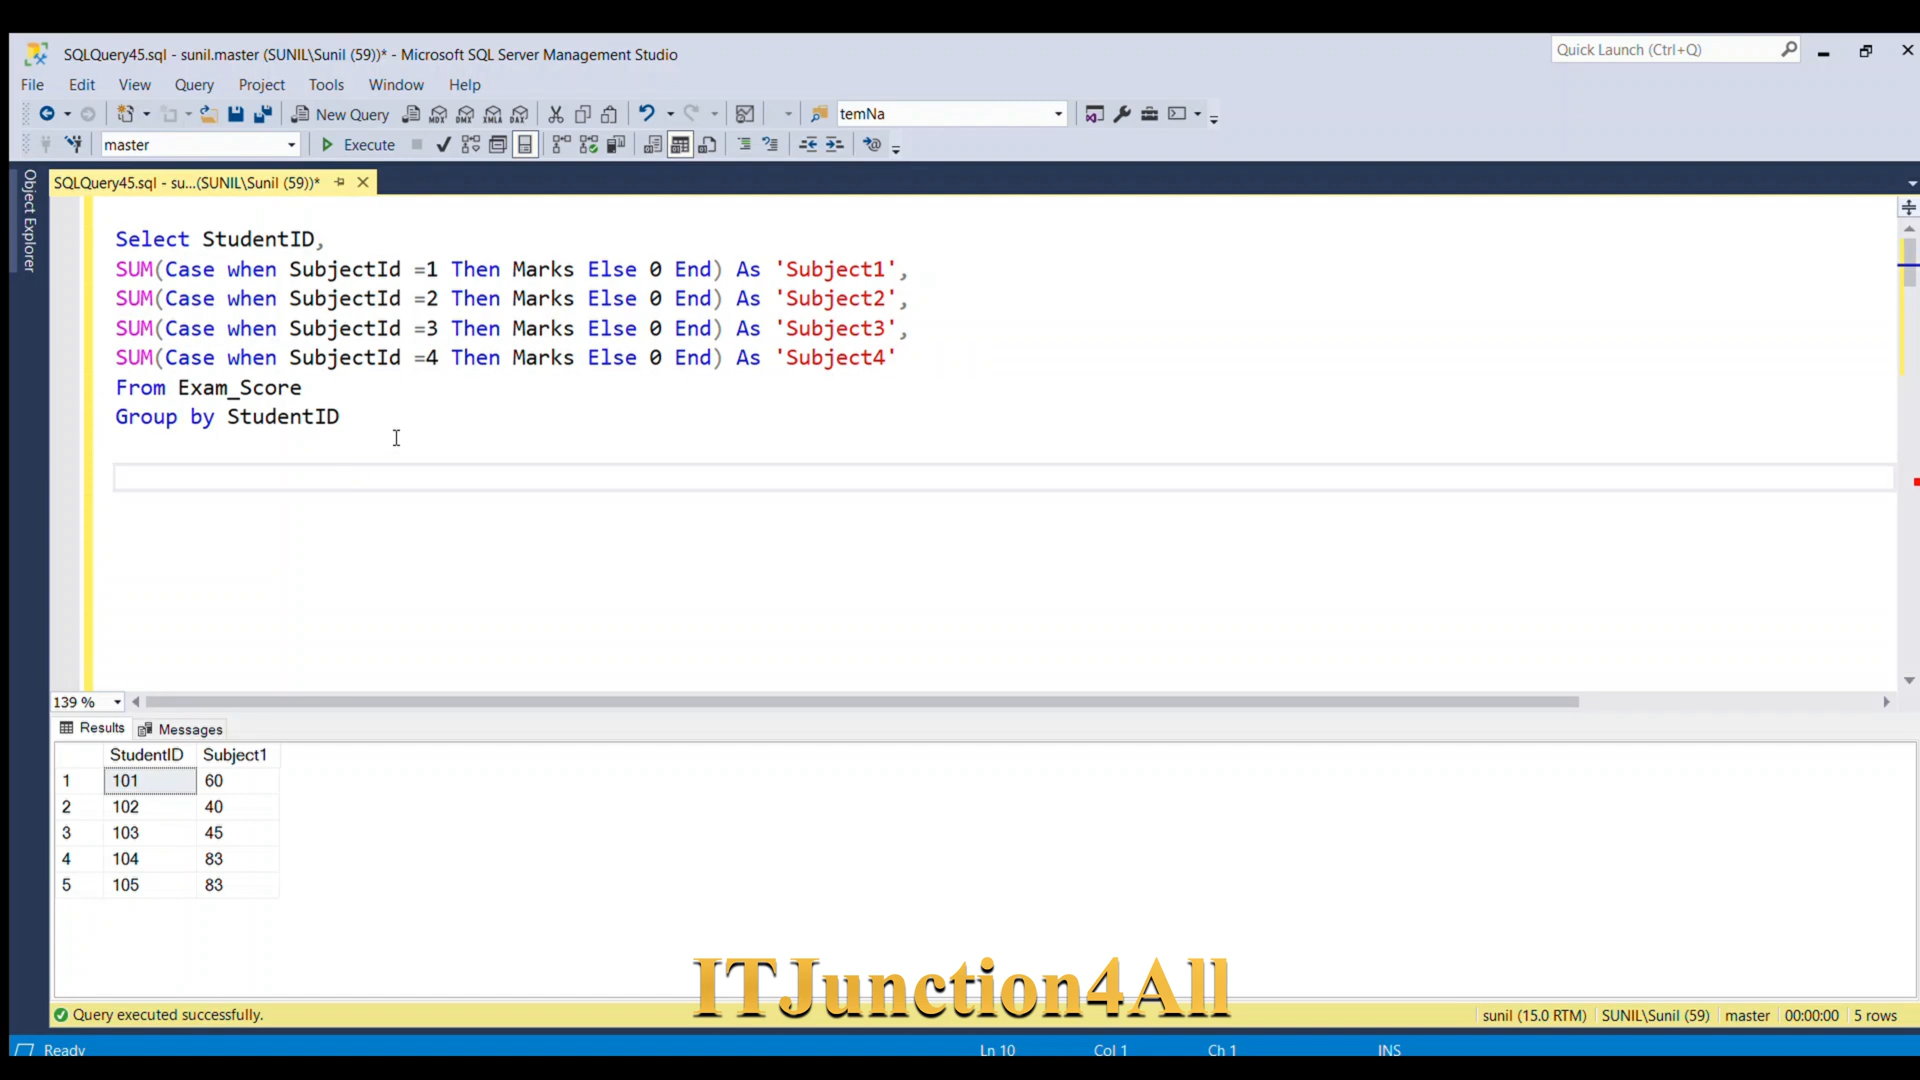 SQLQuery45.sql - sunil.master (SUNIL\Sunil (59))* - Microsoft SQL Server Management Studio
Quick Launch (Ctrl+Q)
File Edit View Query Project Tools Window Help
New Query
temNa
master
Execute
Object Explorer
SQLQuery45.sql - su...(SUNIL\Sunil (59))*
Select StudentID,
SUM(Case when SubjectId =1 Then Marks Else 0 End) As 'Subject1',
SUM(Case when SubjectId =2 Then Marks Else 0 End) As 'Subject2',
SUM(Case when SubjectId =3 Then Marks Else 0 End) As 'Subject3',
SUM(Case when SubjectId =4 Then Marks Else 0 End) As 'Subject4'
From Exam_Score
Group by StudentID
139 %
Results Messages
StudentID Subject1
1 101 60
2 102 40
3 103 45
4 104 83
5 105 83
ITJunction4All
Query executed successfully.
sunil (15.0 RTM) SUNIL\Sunil (59) master 00:00:00 5 rows
Ready Ln 10 Col 1 Ch 1 INS